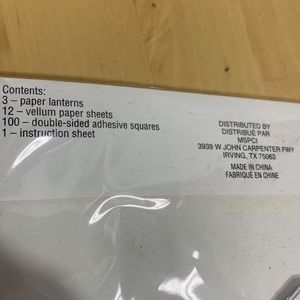 Contents:
3 – paper lanterns
12 – vellum paper sheets
100 – double-sided adhesive squares
1 – instruction sheet
DISTRIBUTED BY
DISTRIBUÉ PAR
MSPCI
3939 W JOHN CARPENTER FWY
IRVING, TX 75063
MADE IN CHINA
FABRIQUÉ EN CHINE